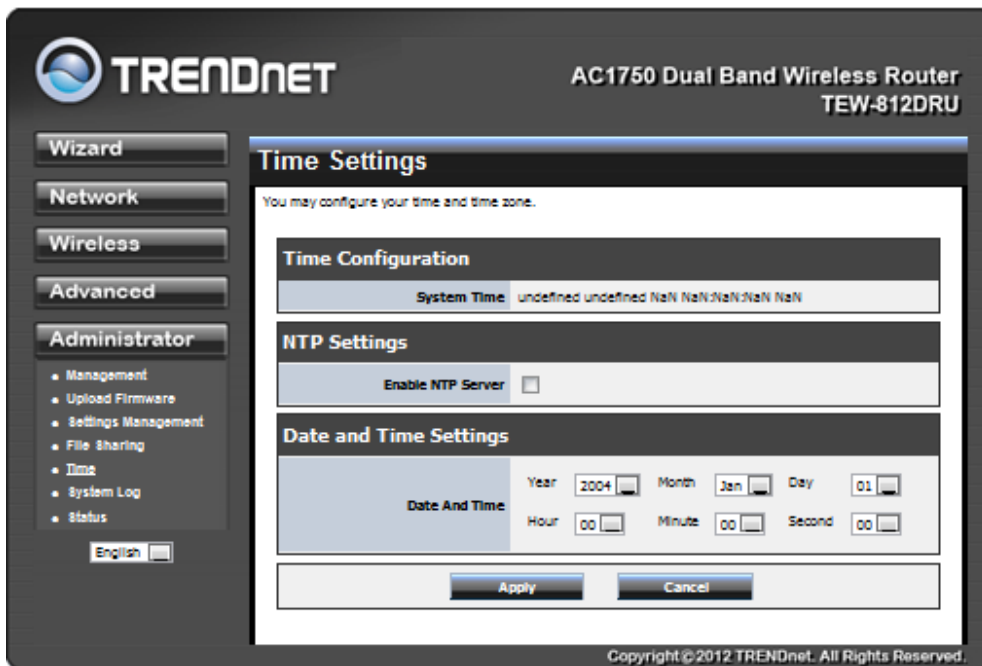 TRENDNET
AC1750 Dual Band Wireless Router
TEW-812DRU
Wizard
Network
Wireless
Advanced
Administrator
Management
Upload Firmware
Settings Management
File Sharing
Time
System Log
Status
English
Time Settings
You may configure your time and time zone.
Time Configuration
System Time undefined undefined NaN NaN:NaN:NaN NaN
NTP Settings
Enable NTP Server
Date and Time Settings
Date And Time
Year 2004 Month Jan Day 01
Hour 00 Minute 00 Second 00
Apply Cancel
Copyright©2012 TRENDnet. All Rights Reserved.